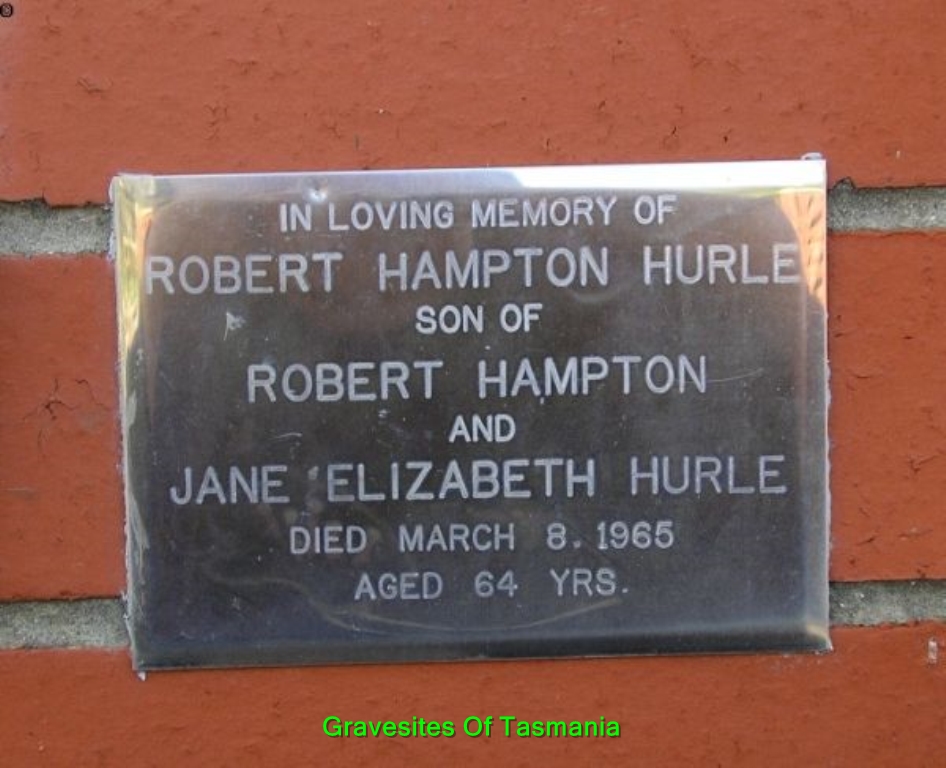 IN LOVING MEMORY OF
ROBERT HAMPTON HURLE
SON OF
ROBERT HAMPTON
AND
JANE ELIZABETH HURLE
DIED MARCH 8. 1965
AGED 64 YRS.
Gravesites Of Tasmania